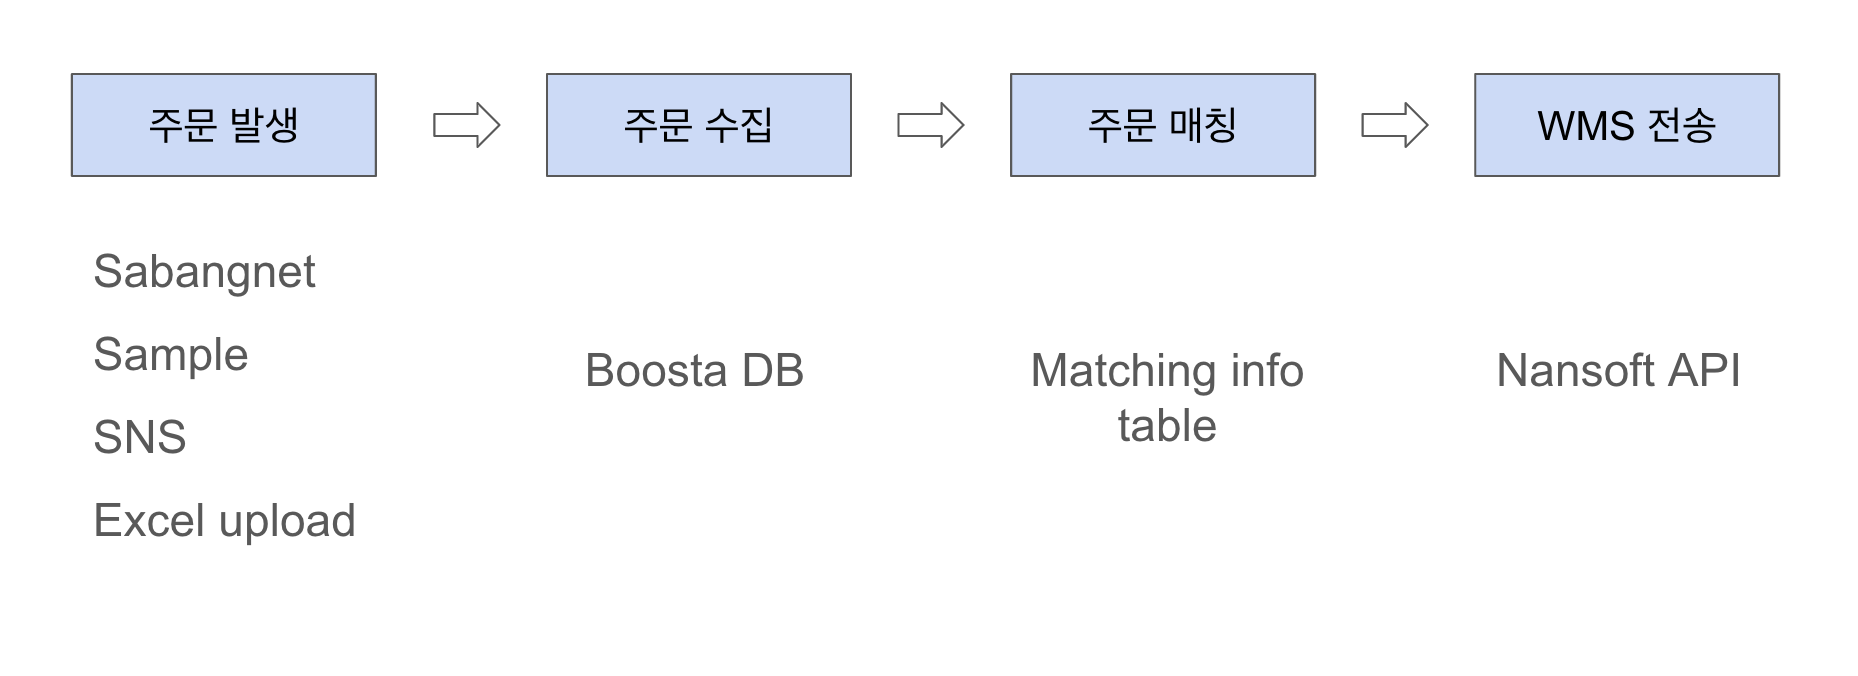 주문 발생
주문 수집
주문 매칭
WMS 전송
Sabangnet
Sample
SNS
Excel upload
Boosta DB
Matching info
table
Nansoft API